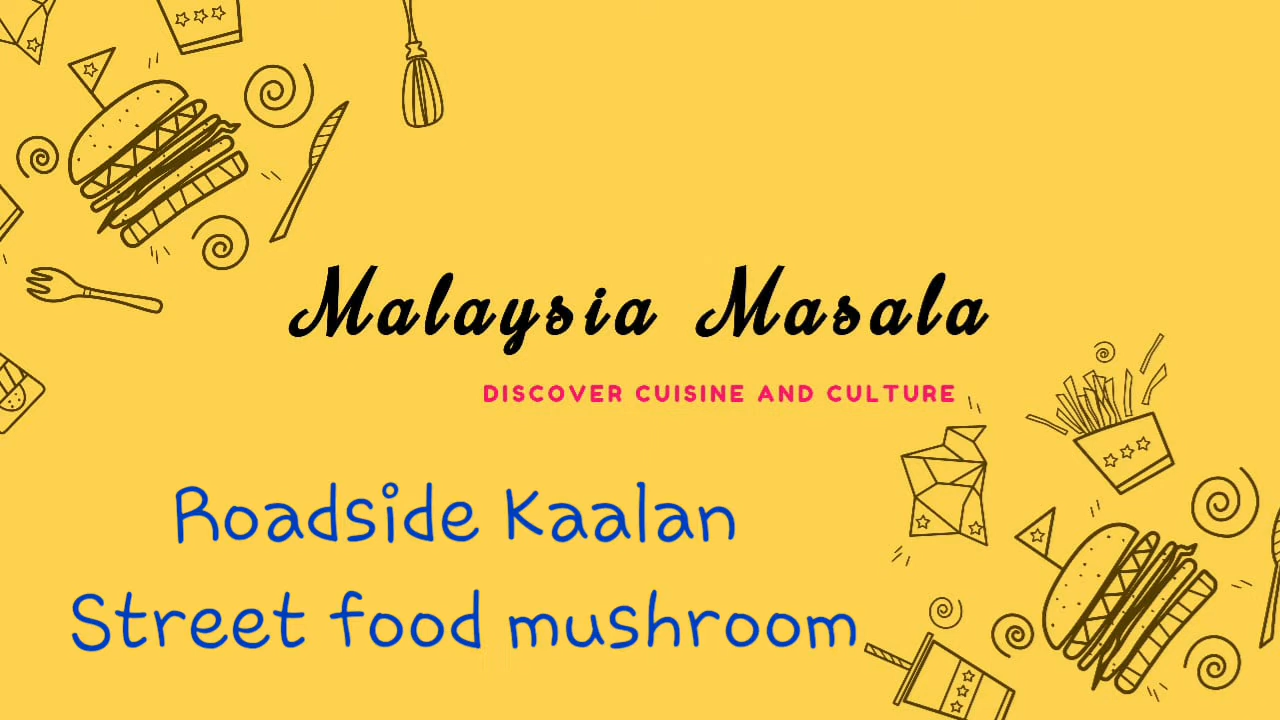 Malaysia Masala
DISCOVER CUISINE AND CULTURE
Roadside Kaalan
Street food mushroom